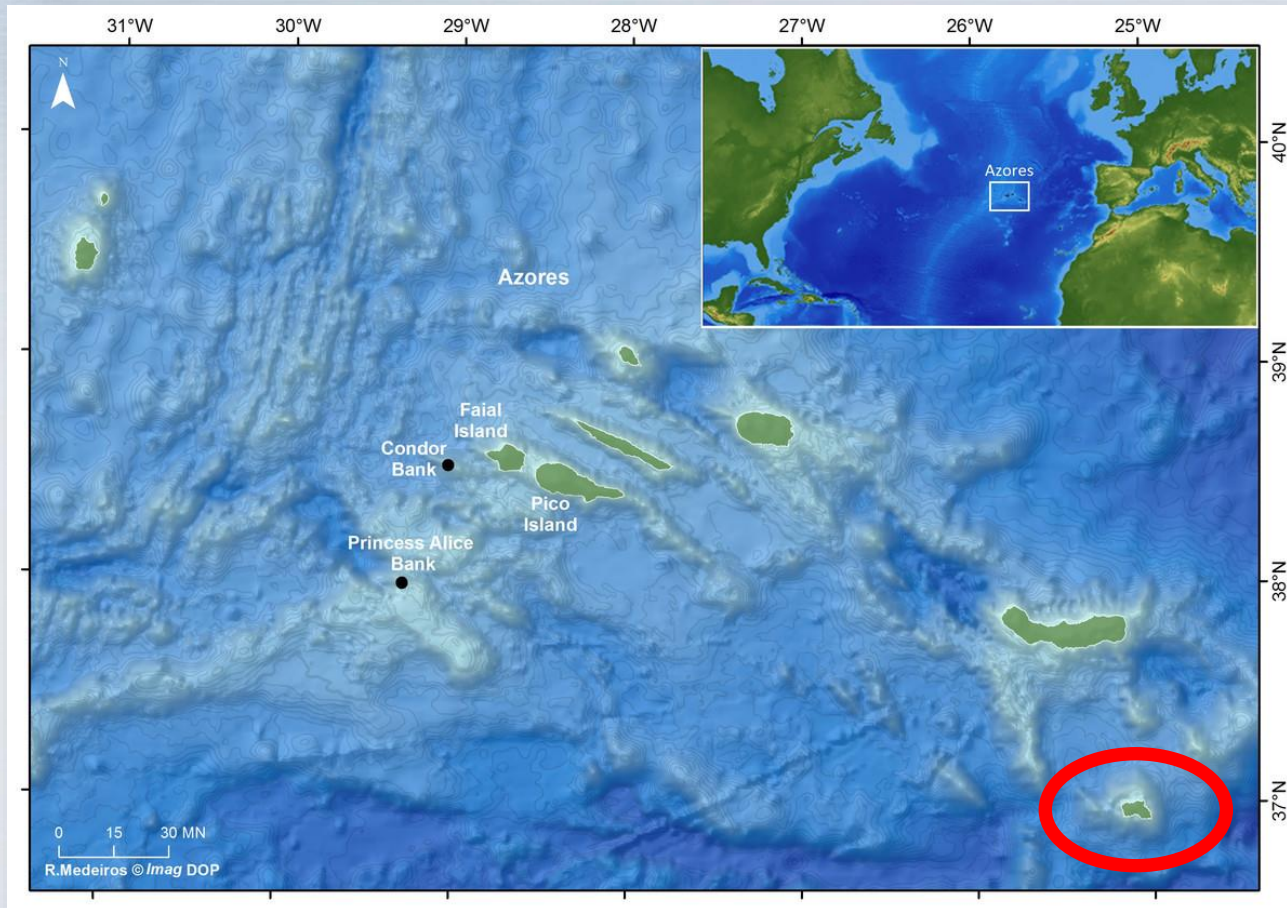 31°W
30°W
29°W
28°W
27°W
26°W
25°W
N
Azores
40°N
Azores
39°N
Faial
Island
Condor
Bank
Pico
Island
Princess Alice
Bank
38°N
37°N
0 15 30 MN
R.Medeiros © Imag DOP